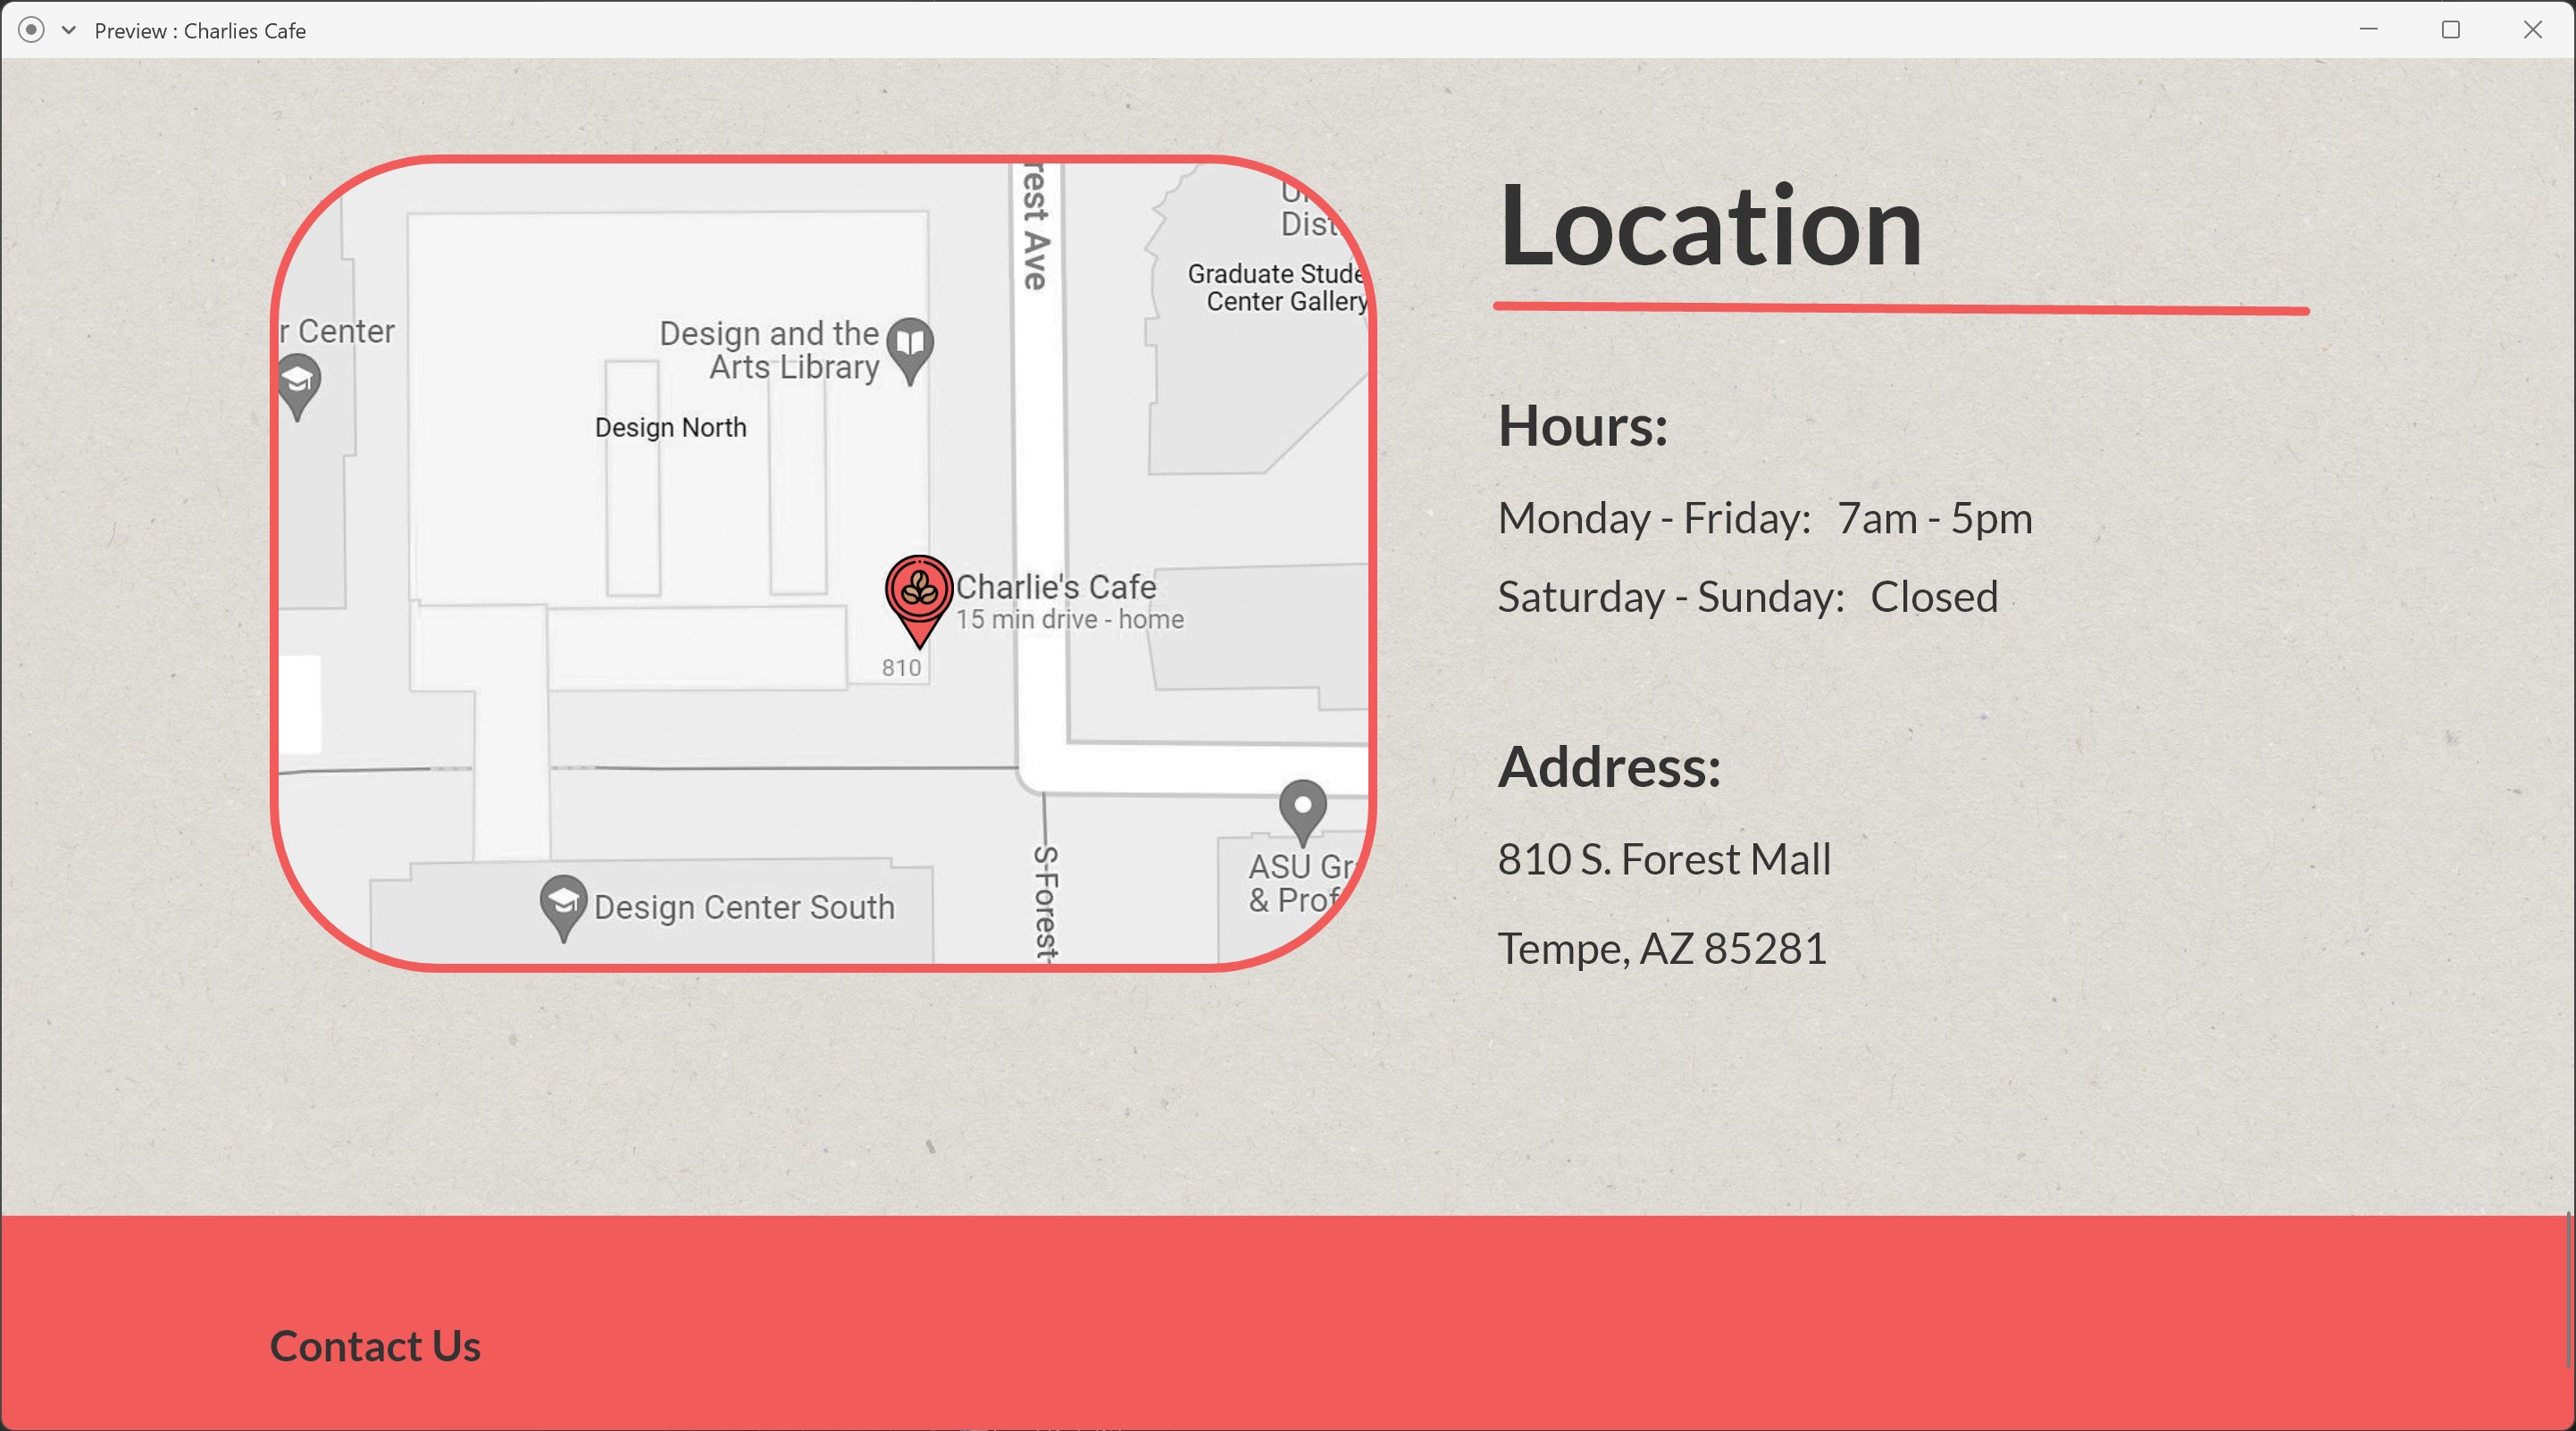 Preview : Charlies Cafe
rest Ave
Dist
Graduate Stude
Center Gallery
r Center
Design and the
Arts Library
Design North
Charlie's Cafe
15 min drive - home
810
S-Forest-
ASU Gr
& Prof
Design Center South
Location
Hours:
Monday - Friday: 7am - 5pm
Saturday - Sunday: Closed
Address:
810 S. Forest Mall
Tempe, AZ 85281
Contact Us